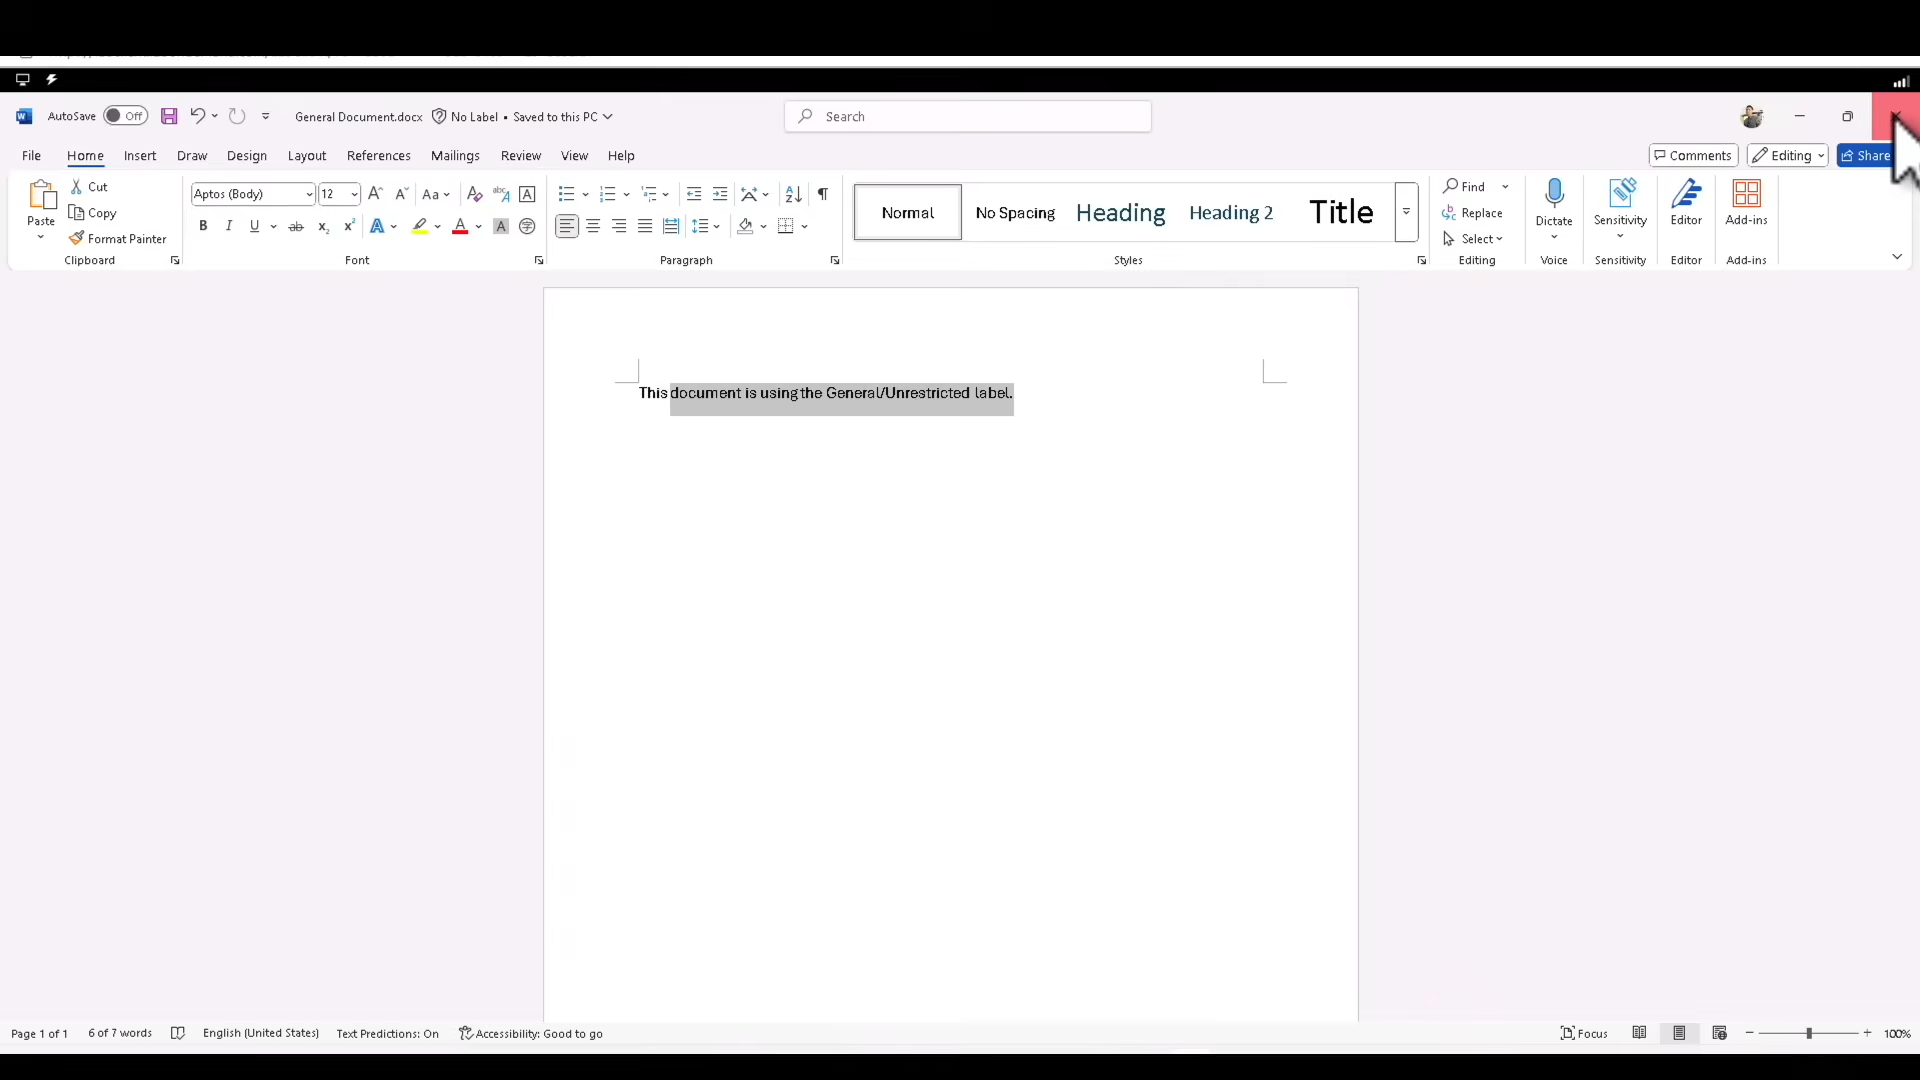 AutoSave Off General Document.docx No Label • Saved to this PC Search
File Home Insert Draw Design Layout References Mailings Review View Help Comments Editing Share
Paste Cut Copy Format Painter
Clipboard
Aptos (Body) 12 Aa
Font
Paragraph
Normal No Spacing Heading Heading 2 Title
Styles
Find
Replace
Select
Editing
Dictate
Voice
Sensitivity
Sensitivity
Editor
Editor
Add-ins
Add-ins
This document is using the General/Unrestricted label.
Page 1 of 1 6 of 7 words English (United States) Text Predictions: On Accessibility: Good to go Focus 100%